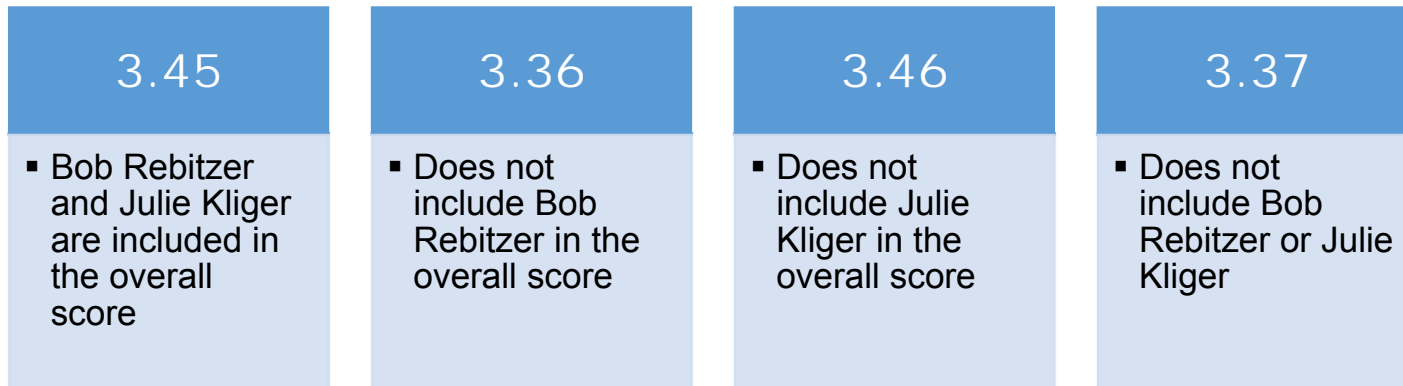 3.45
▪ Bob Rebitzer
and Julie Kliger
are included in
the overall
score
3.36
▪ Does not
include Bob
Rebitzer in the
overall score
3.46
▪ Does not
include Julie
Kliger in the
overall score
3.37
▪ Does not
include Bob
Rebitzer or Julie
Kliger